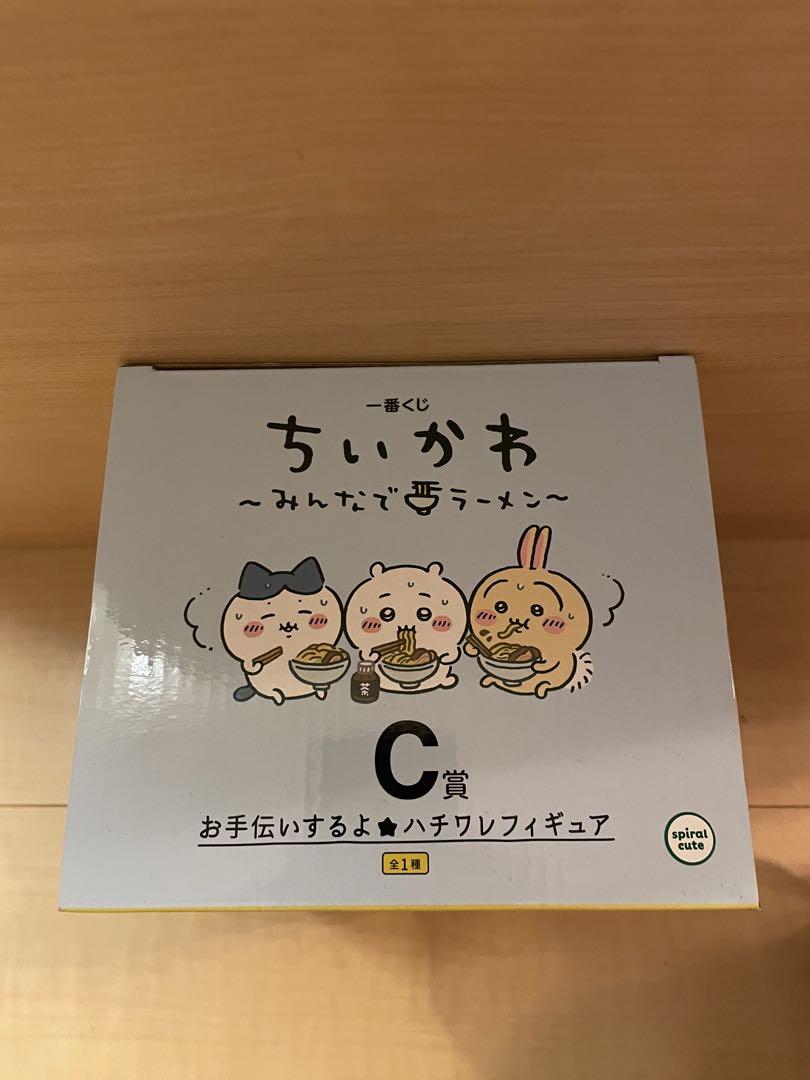 一番くじ
ちいかわ
～みんなでラーメン～
茶
C賞
お手伝いするよ★ハチワレフィギュア
全1種
spiral
cute